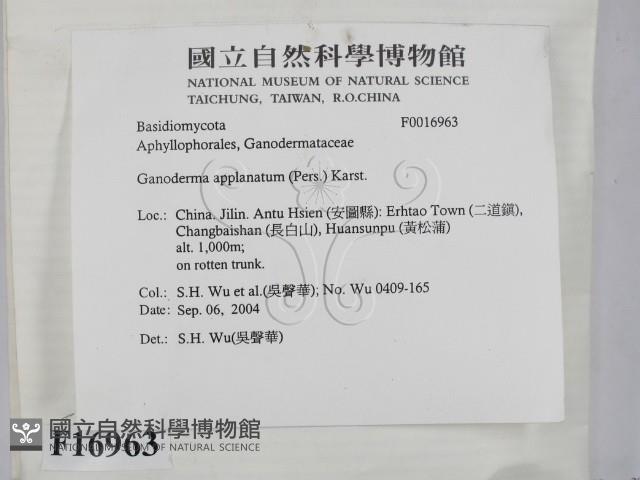 國立自然科學博物館
NATIONAL MUSEUM OF NATURAL SCIENCE
TAICHUNG, TAIWAN, R.O.CHINA
Basidiomycota F0016963
Aphyllophorales, Ganodermataceae
Ganoderma applanatum (Pers.) Karst.
Loc.: China. Jilin. Antu Hsien (安圖縣): Erhtao Town (二道鎮),
Changbaishan (長白山), Huansunpu (黃松蒲)
alt. 1,000m;
on rotten trunk.
Col.: S.H. Wu et al.(吳聲華); No. Wu 0409-165
Date: Sep. 06, 2004
Det.: S.H. Wu(吳聲華)
國立自然科學博物館
NATIONAL MUSEUM OF NATURAL SCIENCE
F16963